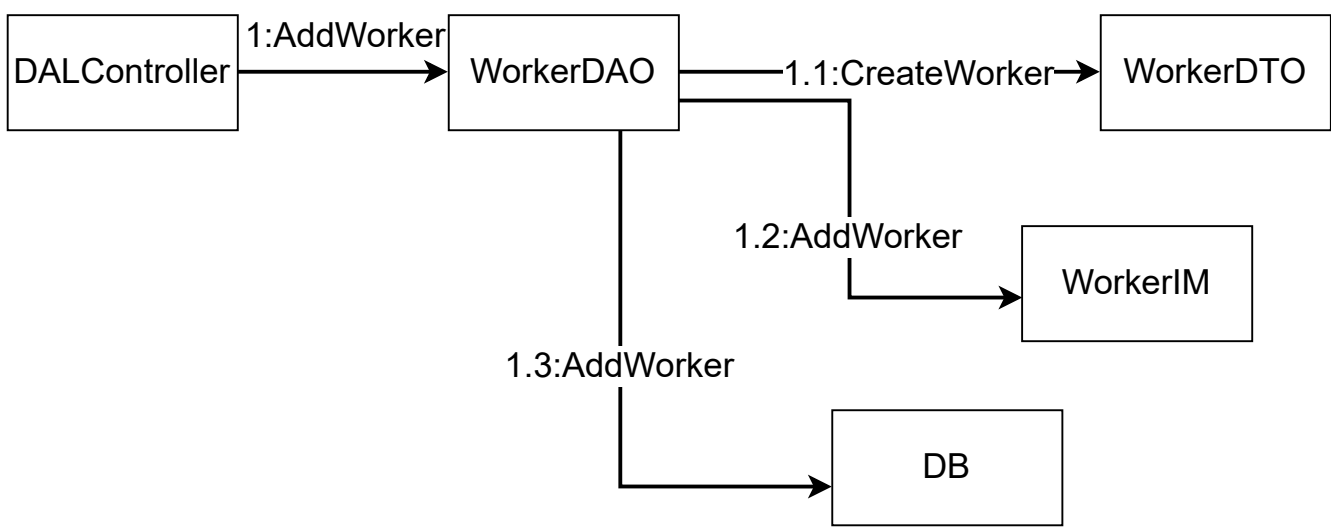 DALController
1:AddWorker
WorkerDAO
1.1:CreateWorker
WorkerDTO
1.2:AddWorker
WorkerIM
1.3:AddWorker
DB